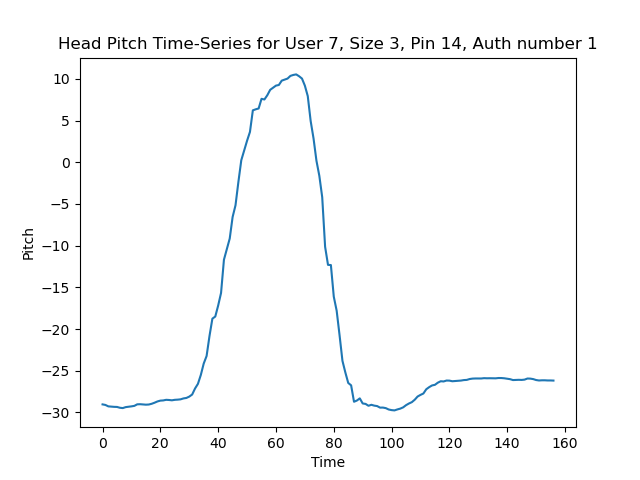 Head Pitch Time-Series for User 7, Size 3, Pin 14, Auth number 1
10
5
0
−5
−10
−15
−20
−25
−30
Pitch
0 20 40 60 80 100 120 140 160
Time